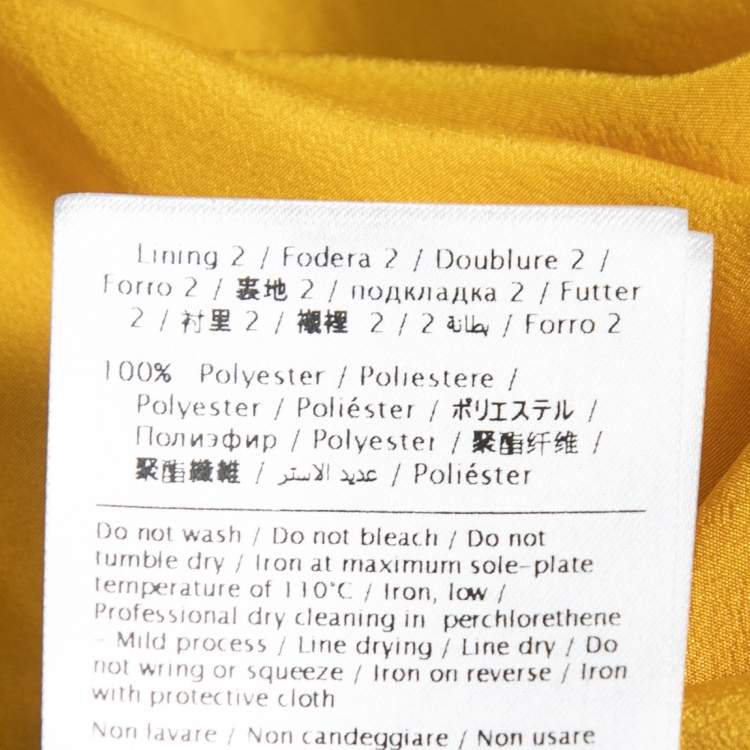 Lining 2 / Fodera 2 / Doublure 2 /
Forro 2 / 裏地 2 / подкладка 2 / Futter
2 / 衬里 2 / 襯裡 2 / 2 بطانة / Forro 2
100% Polyester / Poliestere /
Polyester / Poliéster / ポリエステル /
Полиэфир / Polyester / 聚酯纤维 /
聚酯纖維 / عديد الاستر / Poliéster
Do not wash / Do not bleach / Do not
tumble dry / Iron at maximum sole-plate
temperature of 110°C / Iron, low /
Professional dry cleaning in perchlorethene
- Mild process / Line drying / Line dry / Do
not wring or squeeze / Iron on reverse / Iron
with protective cloth
Non lavare / Non candeggiare / Non usare